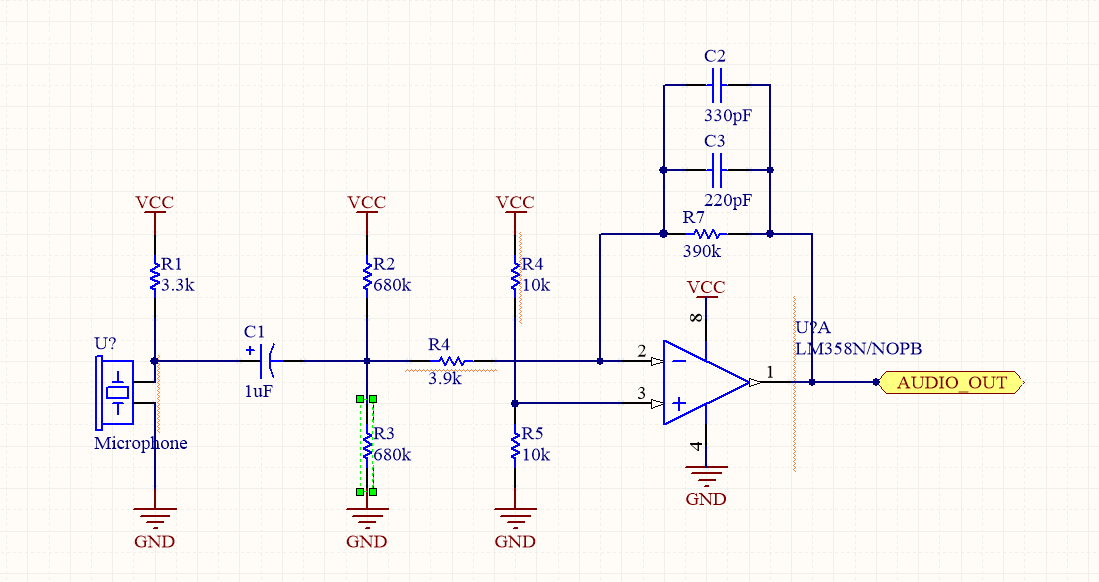 C2
330pF
C3
220pF
R7
390k
VCC
VCC
VCC
R1
3.3k
R2
680k
R4
10k
VCC
8
U?A
LM358N/NOPB
U?
C1
+
1uF
R4
3.9k
2
3
1
AUDIO_OUT
Microphone
R3
680k
R5
10k
4
GND
GND
GND
GND